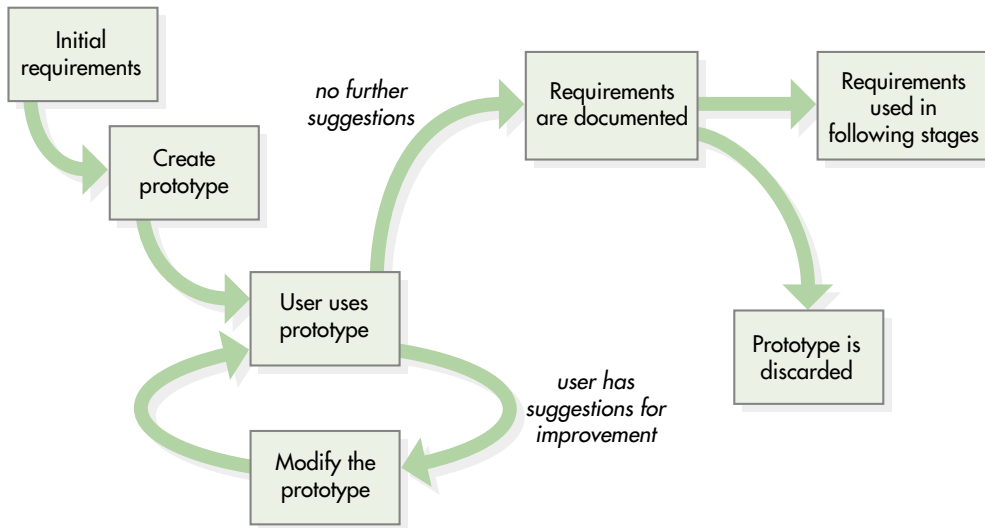 Initial
requirements
Create
prototype
User uses
prototype
user has
suggestions for
improvement
Modify the
prototype
no further
suggestions
Requirements
are documented
Requirements
used in
following stages
Prototype is
discarded